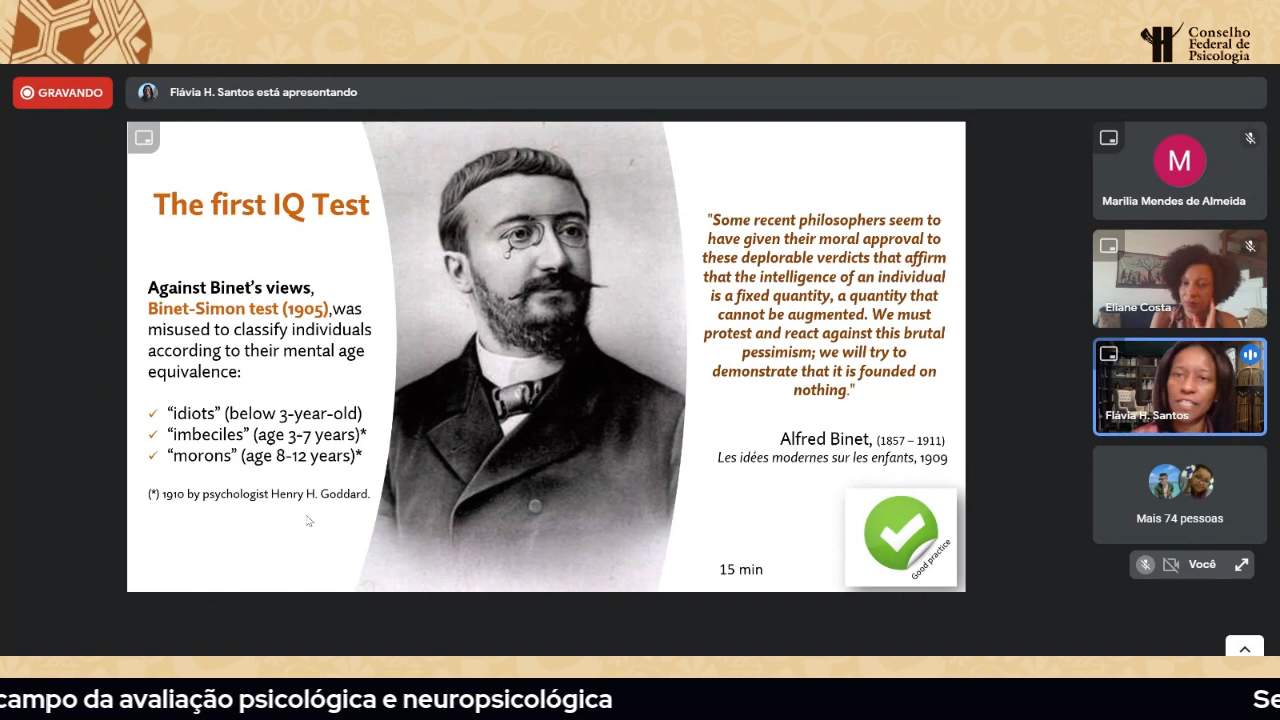 Conselho
Federal de
Psicologia
GRAVANDO
Flávia H. Santos está apresentando
The first IQ Test
Against Binet's views,
Binet-Simon test (1905),was
misused to classify individuals
according to their mental age
equivalence:
✓ "idiots" (below 3-year-old)
✓ "imbeciles" (age 3-7 years)*
✓ "morons" (age 8-12 years)*
(*) 1910 by psychologist Henry H. Goddard.
"Some recent philosophers seem to
have given their moral approval to
these deplorable verdicts that affirm
that the intelligence of an individual
is a fixed quantity, a quantity that
cannot be augmented. We must
protest and react against this brutal
pessimism; we will try to
demonstrate that it is founded on
nothing."
Alfred Binet, (1857 – 1911)
Les idées modernes sur les enfants, 1909
15 min
Good practice
M
Marilia Mendes de Almeida
Eliane Costa
Flávia H. Santos
Mais 74 pessoas
Você
campo da avaliação psicológica e neuropsicológica
Se